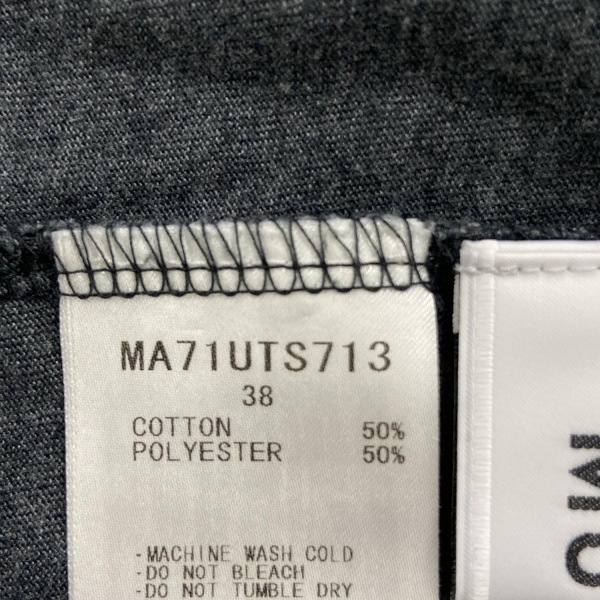 MA71UTS713
38
COTTON 50%
POLYESTER 50%
-MACHINE WASH COLD
-DO NOT BLEACH
-DO NOT TUMBLE DRY